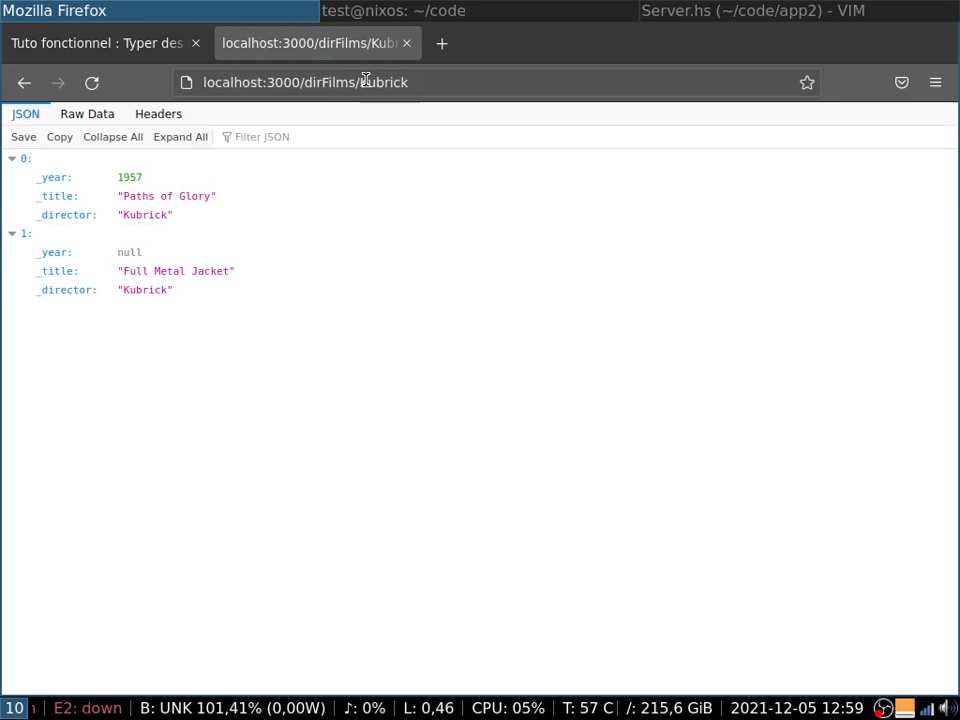 Mozilla Firefox test@nixos: ~/code Server.hs (~/code/app2) - VIM
Tuto fonctionnel : Typer des localhost:3000/dirFilms/Kubr
localhost:3000/dirFilms/Kubrick
JSON Raw Data Headers
Save Copy Collapse All Expand All Filter JSON
0:
_year: 1957
_title: "Paths of Glory"
_director: "Kubrick"
1:
_year: null
_title: "Full Metal Jacket"
_director: "Kubrick"
10 E2: down B: UNK 101,41% (0,00W) ♪: 0% L: 0,46 CPU: 05% T: 57 C /: 215,6 GiB 2021-12-05 12:59